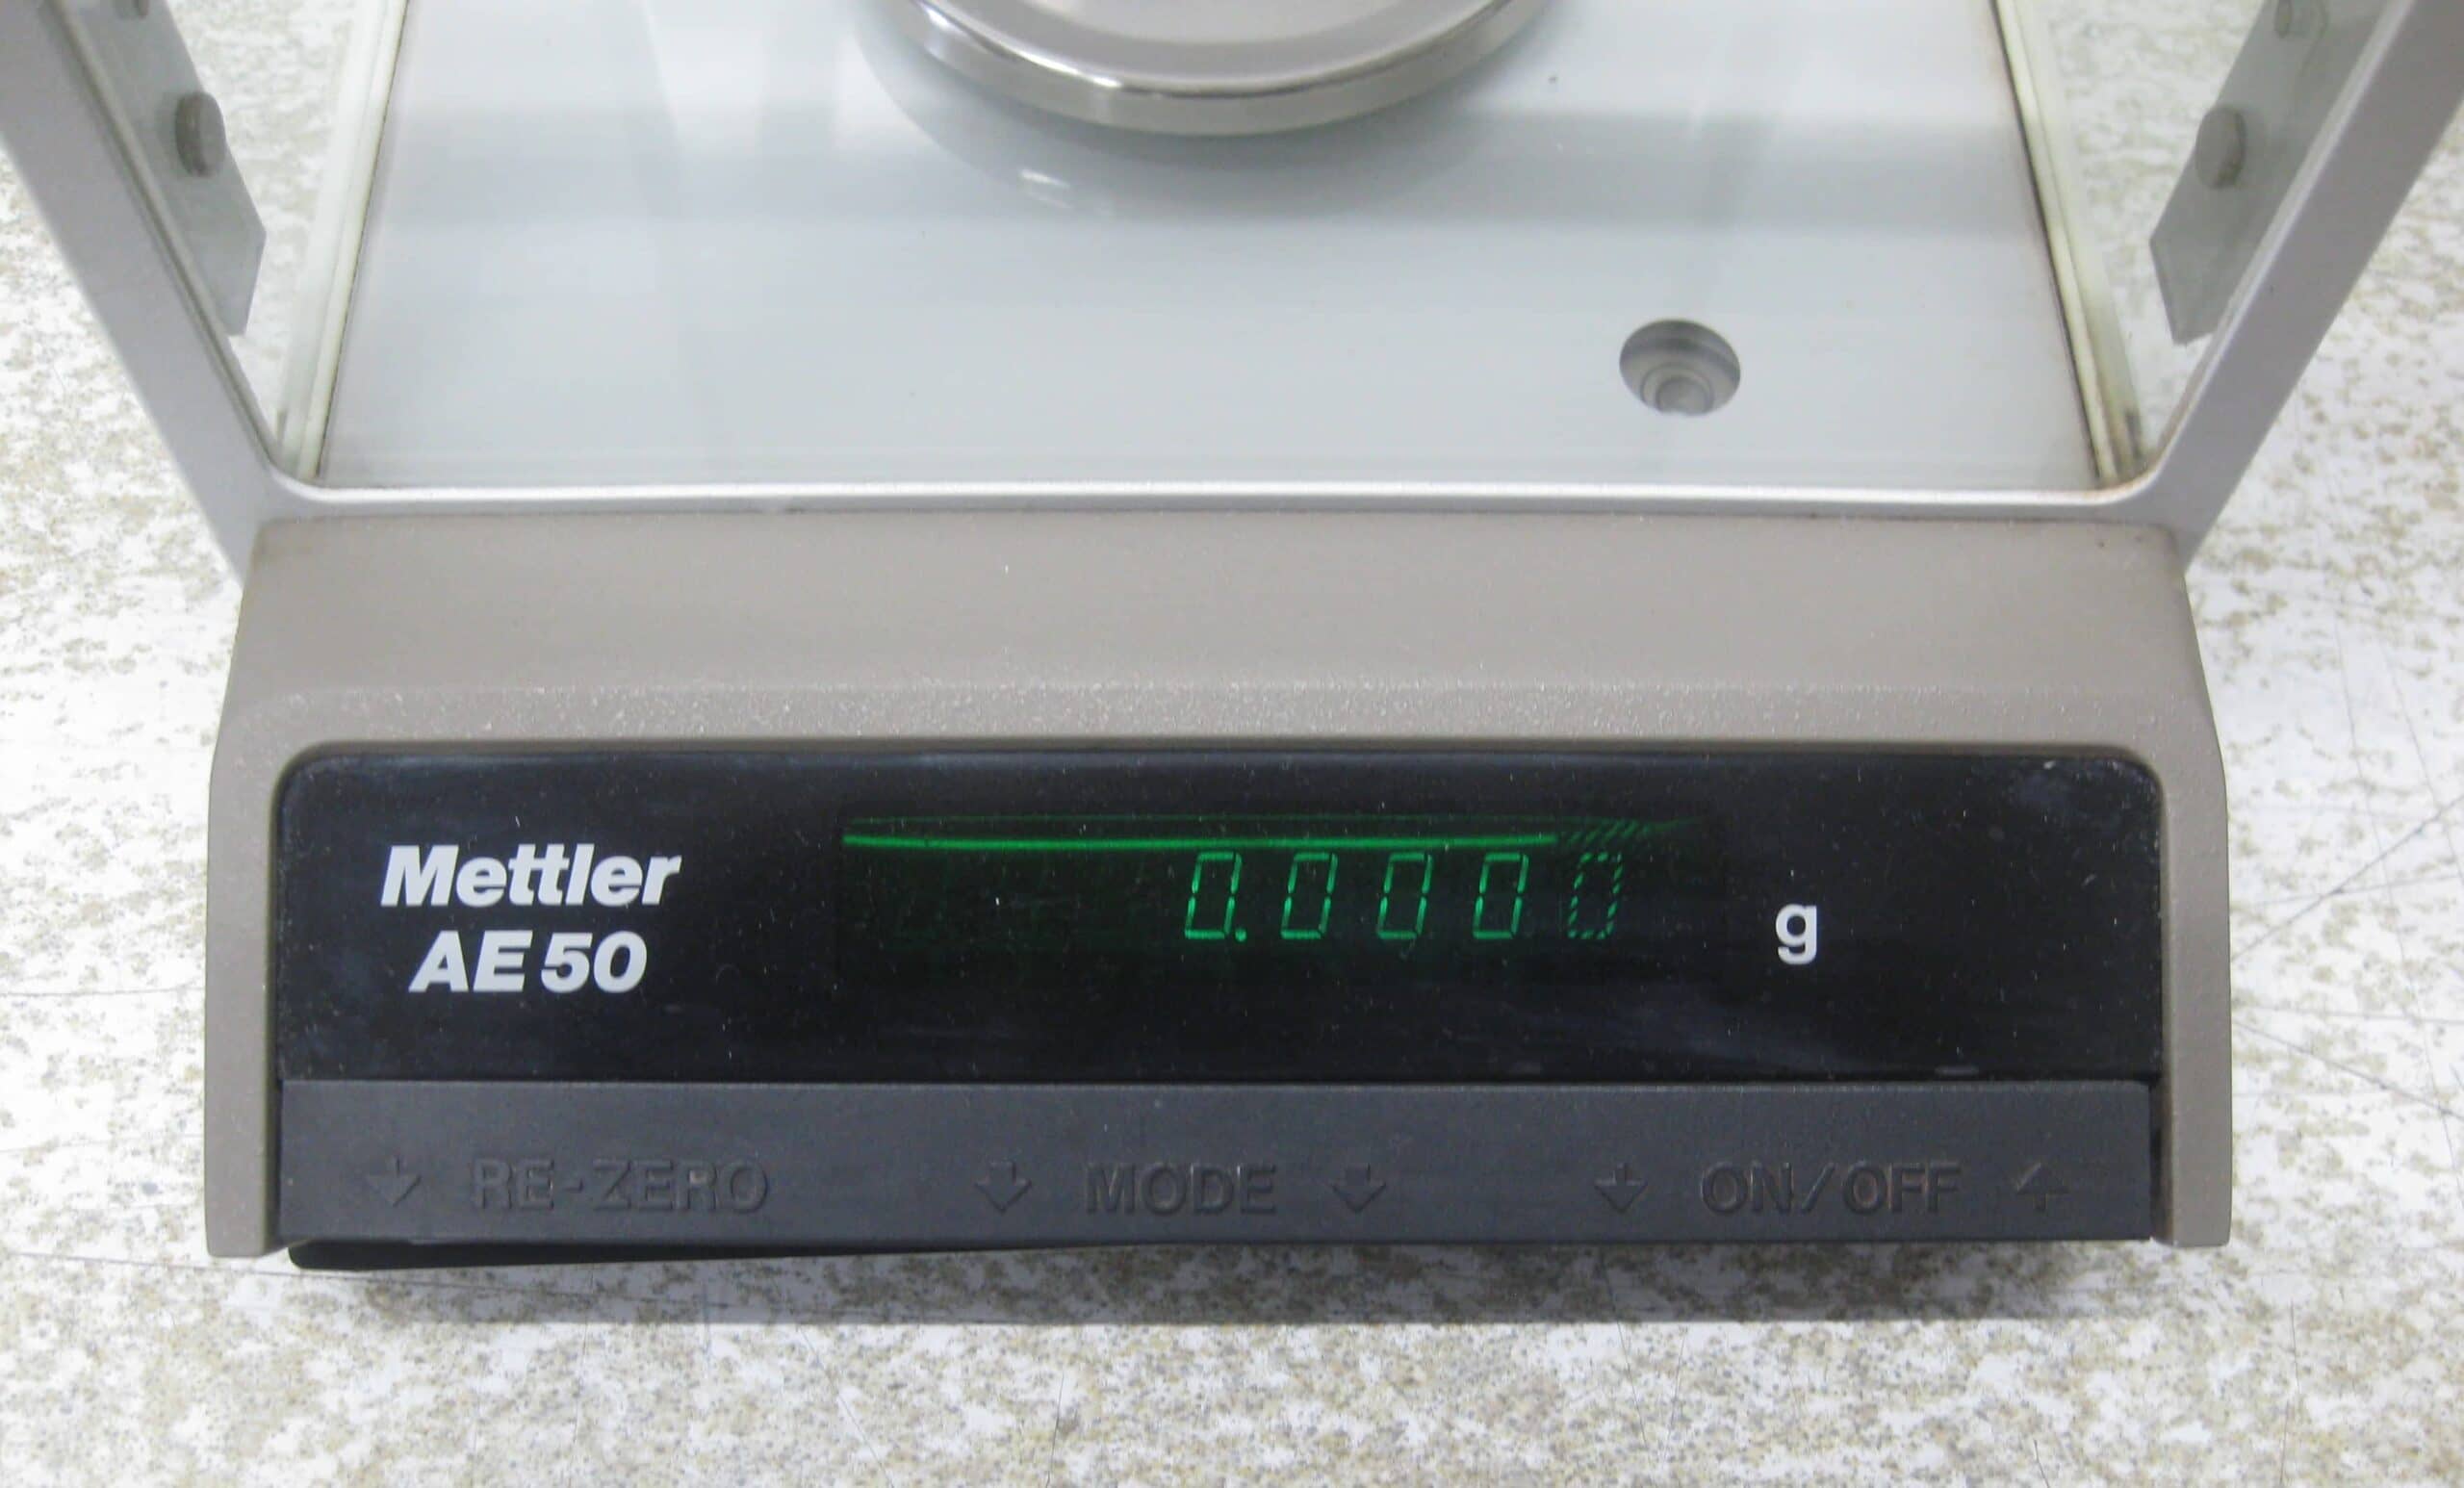 Mettler
AE 50
0.0000
g
RE-ZERO MODE ON/OFF